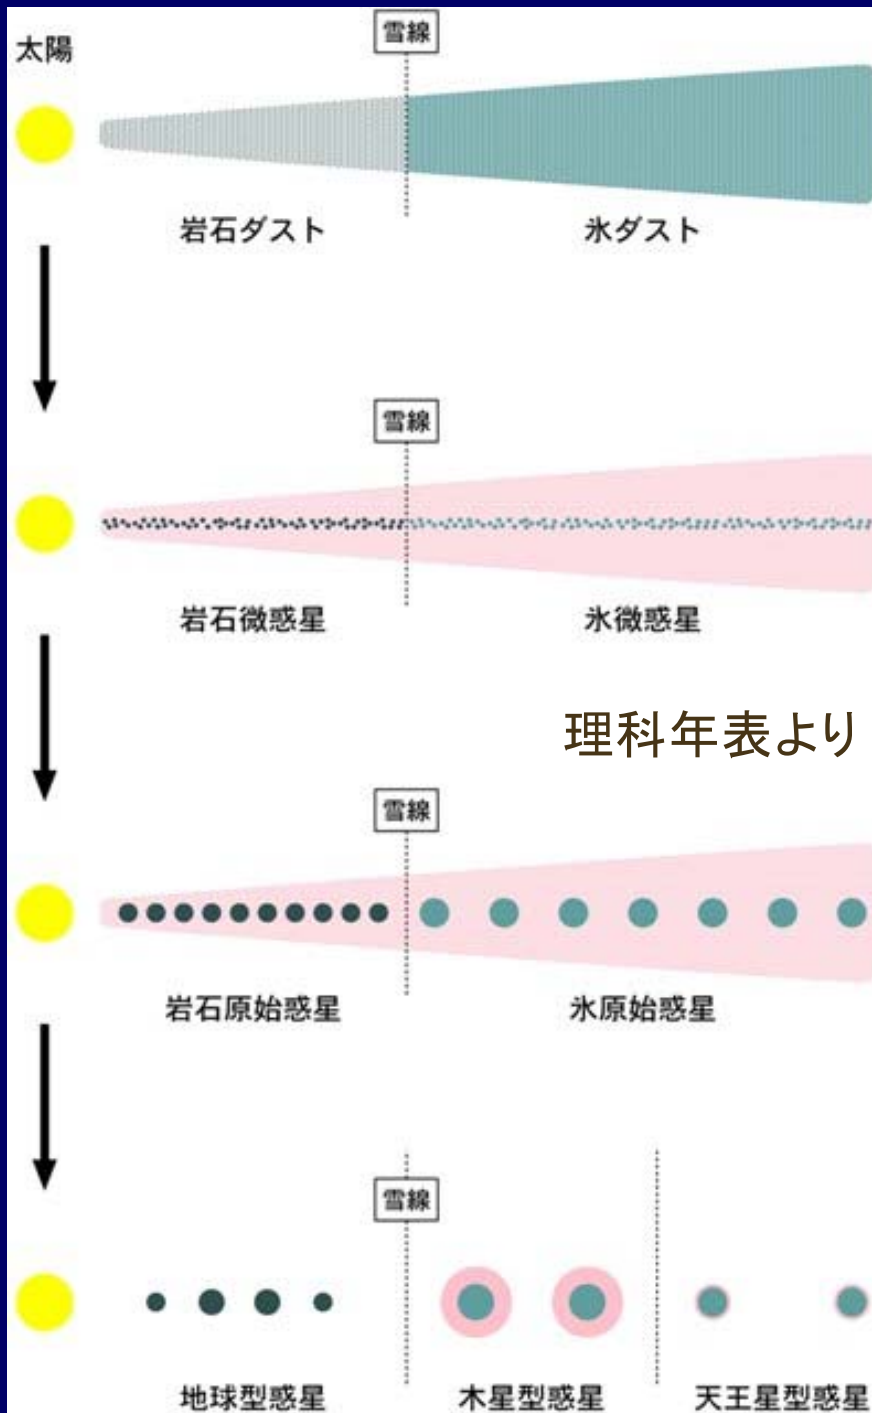 太陽
雪線
岩石ダスト
氷ダスト
雪線
岩石微惑星
氷微惑星
理科年表より
雪線
岩石原始惑星
氷原始惑星
雪線
地球型惑星
木星型惑星
天王星型惑星